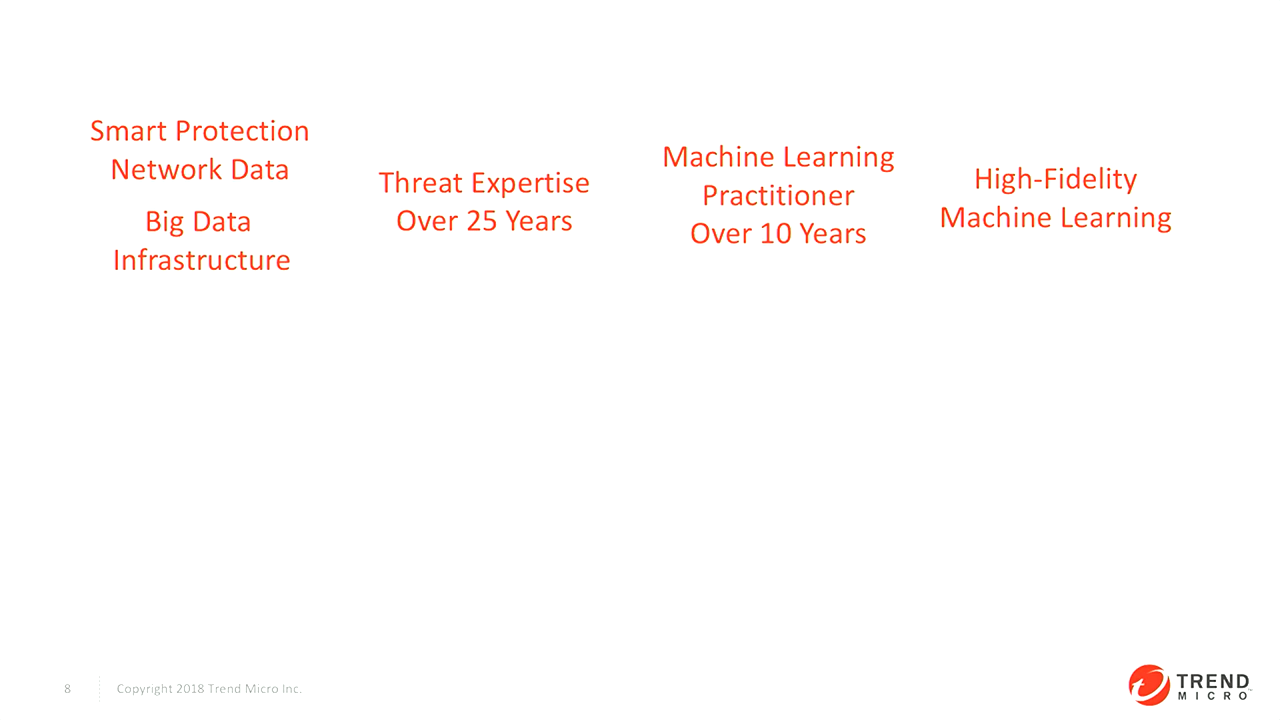 Smart Protection
Network Data
Big Data
Infrastructure
Threat Expertise
Over 25 Years
Machine Learning
Practitioner
Over 10 Years
High-Fidelity
Machine Learning
8
Copyright 2018 Trend Micro Inc.
TREND
MICRO